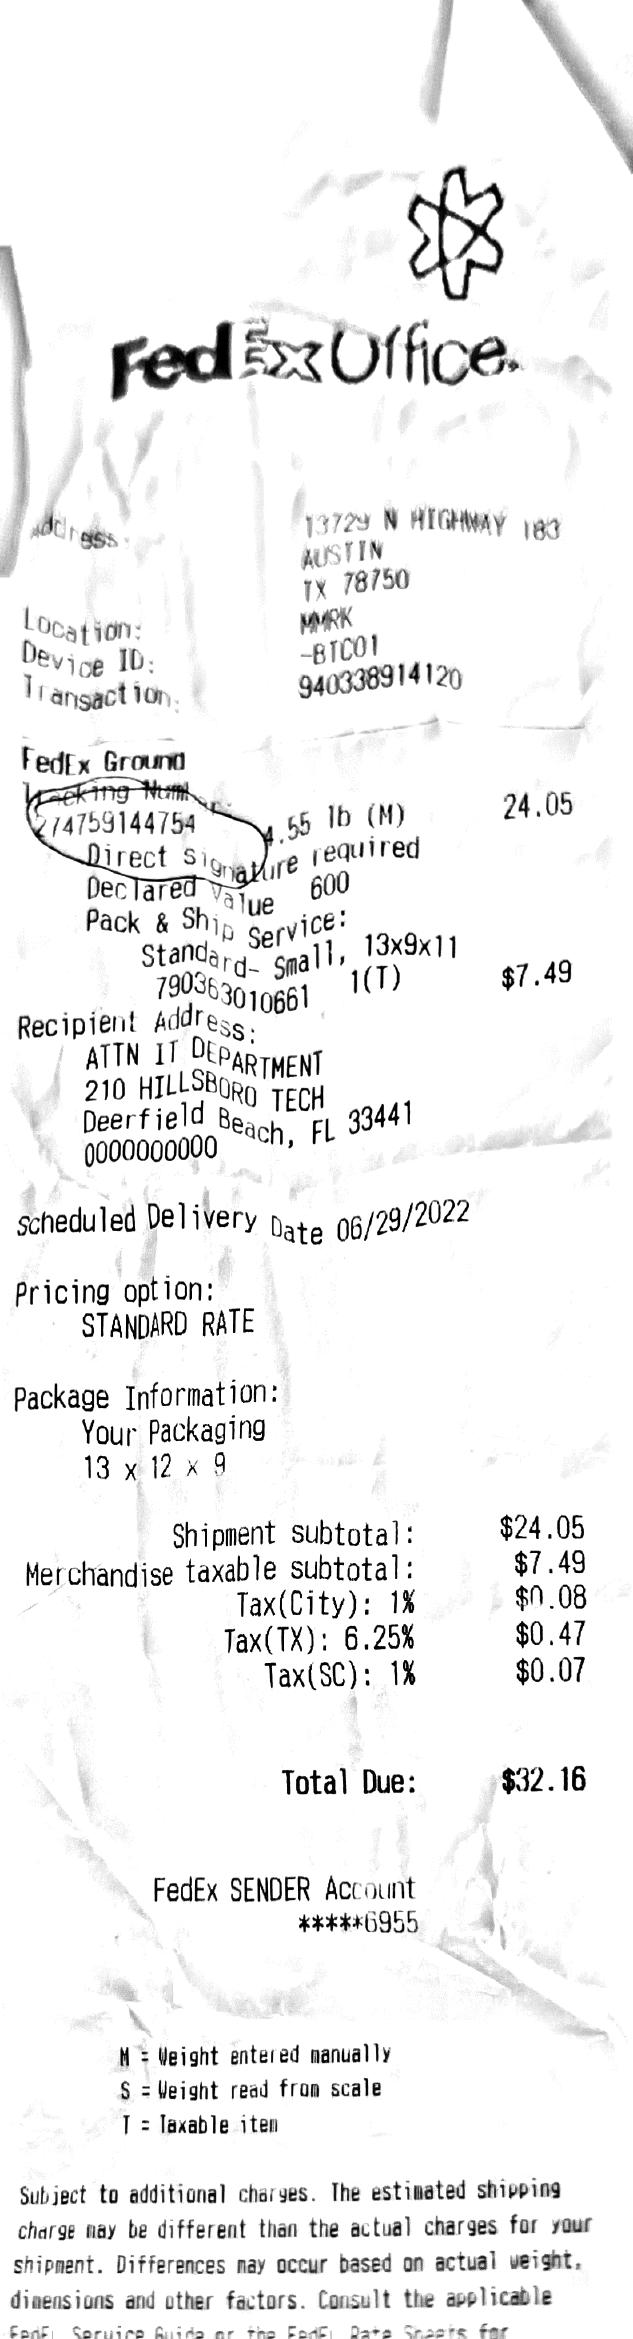 FedEx Office.
Address: 13729 N HIGHWAY 183
AUSTIN
TX 78750
Location: MMRK
Device ID: -BTC01
Transaction: 940338914120
FedEx Ground
Tracking Num
274759144754 4.55 lb (M) 24.05
Direct signature required
Declared Value 600
Pack & Ship Service:
Standard- Small, 13x9x11
790363010661 1(T) $7.49
Recipient Address:
ATTN IT DEPARTMENT
210 HILLSBORO TECH
Deerfield Beach, FL 33441
0000000000
Scheduled Delivery Date 06/29/2022
Pricing option:
STANDARD RATE
Package Information:
Your Packaging
13 x 12 x 9
Shipment subtotal: $24.05
Merchandise taxable subtotal: $7.49
Tax(City): 1% $0.08
Tax(TX): 6.25% $0.47
Tax(SC): 1% $0.07
Total Due: $32.16
FedEx SENDER Account
*****6955
M = Weight entered manually
S = Weight read from scale
T = Taxable item
Subject to additional charges. The estimated shipping
charge may be different than the actual charges for your
shipment. Differences may occur based on actual weight,
dimensions and other factors. Consult the applicable
FedEx Service Guide or the FedEx Rate Sheets for